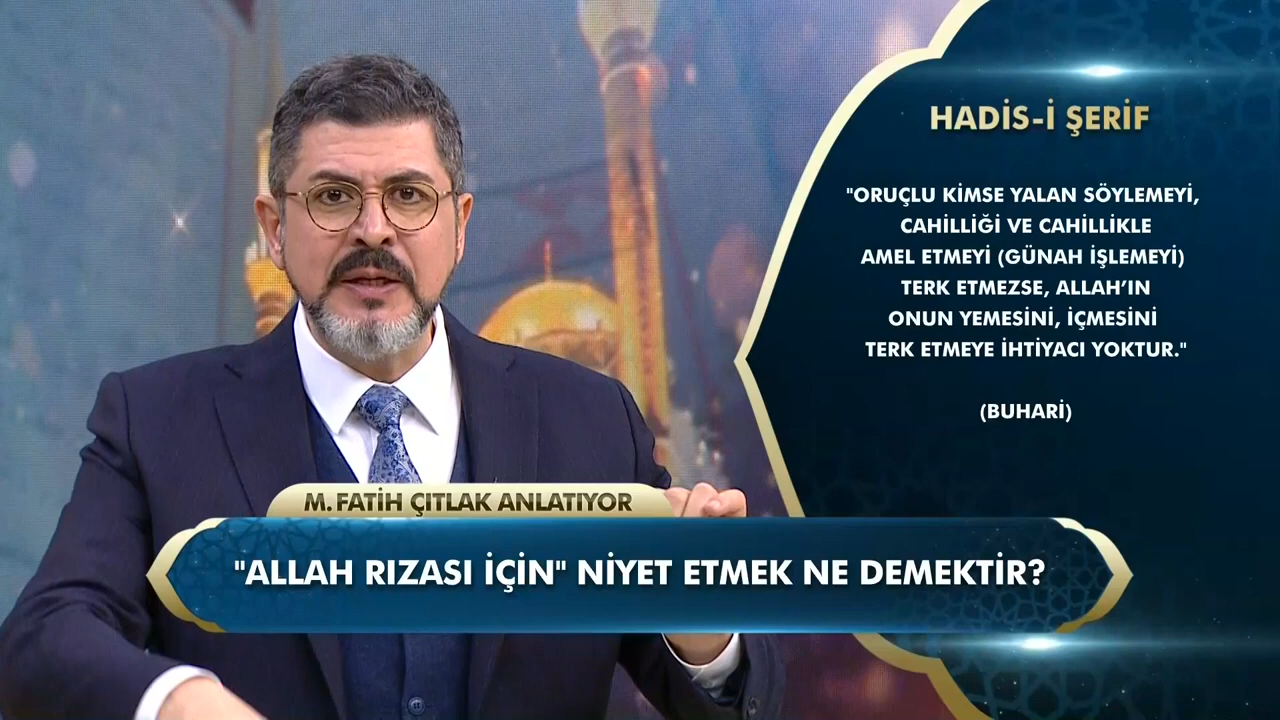 HADİS-İ ŞERİF
"ORUÇLU KİMSE YALAN SÖYLEMEYİ,
CAHİLLİĞİ VE CAHİLLİKLE
AMEL ETMEYİ (GÜNAH İŞLEMEYİ)
TERK ETMEZSE, ALLAH'IN
ONUN YEMESİNİ, İÇMESİNİ
TERK ETMEYE İHTİYACI YOKTUR."
(BUHARİ)
M. FATİH ÇITLAK ANLATIYOR
"ALLAH RIZASI İÇİN" NİYET ETMEK NE DEMEKTİR?